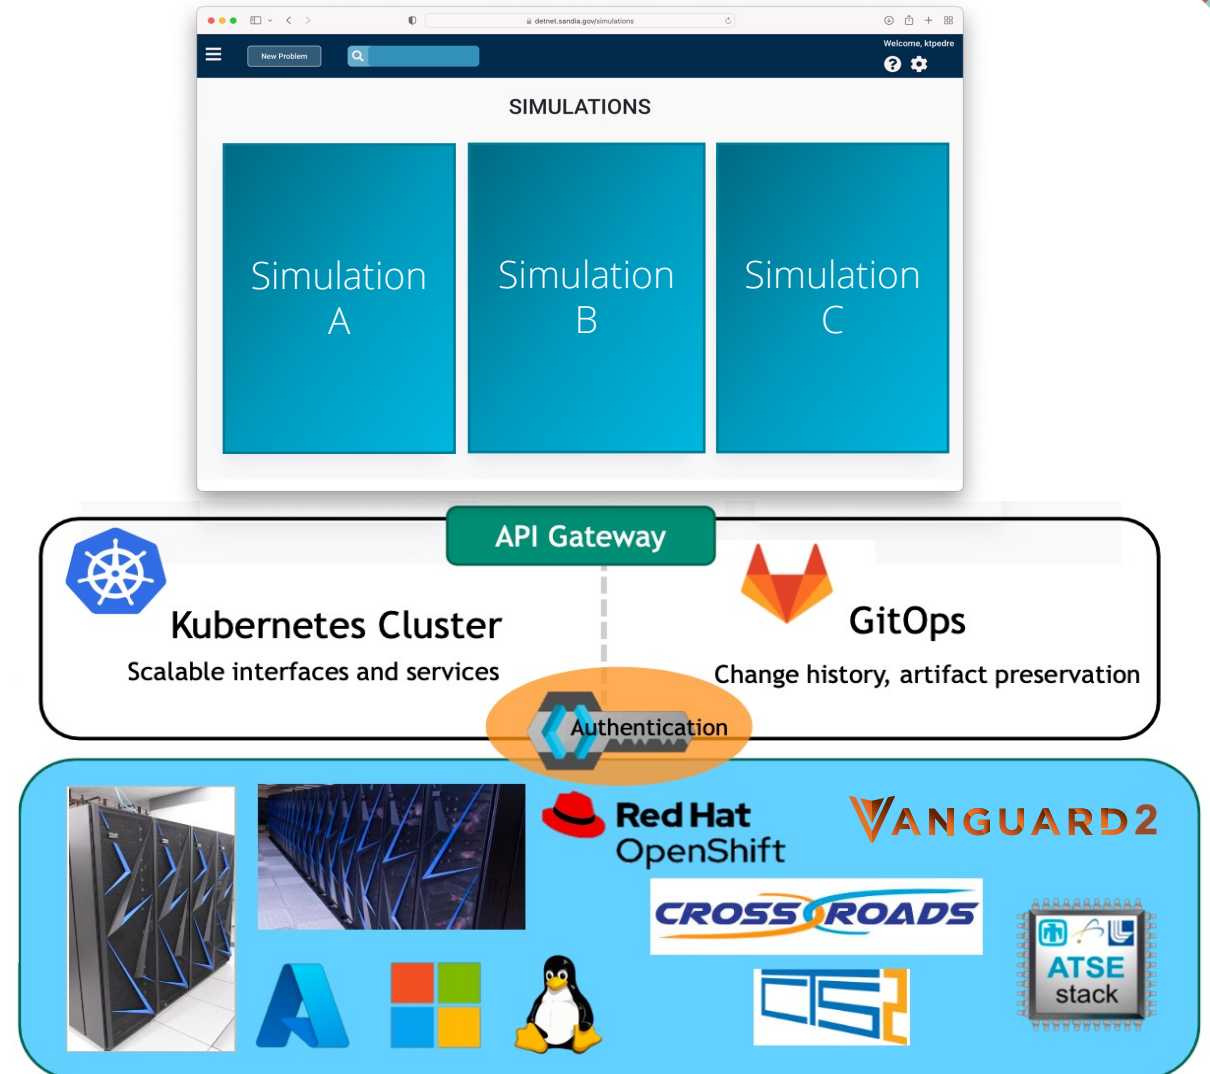 detnet.sandia.gov/simulations
Welcome, ktpedre
New Problem
SIMULATIONS
Simulation
A
Simulation
B
Simulation
C
API Gateway
Kubernetes Cluster
Scalable interfaces and services
GitOps
Change history, artifact preservation
Authentication
Red Hat
OpenShift
VANGUARD2
CROSSROADS
CTS2
ATSE
stack